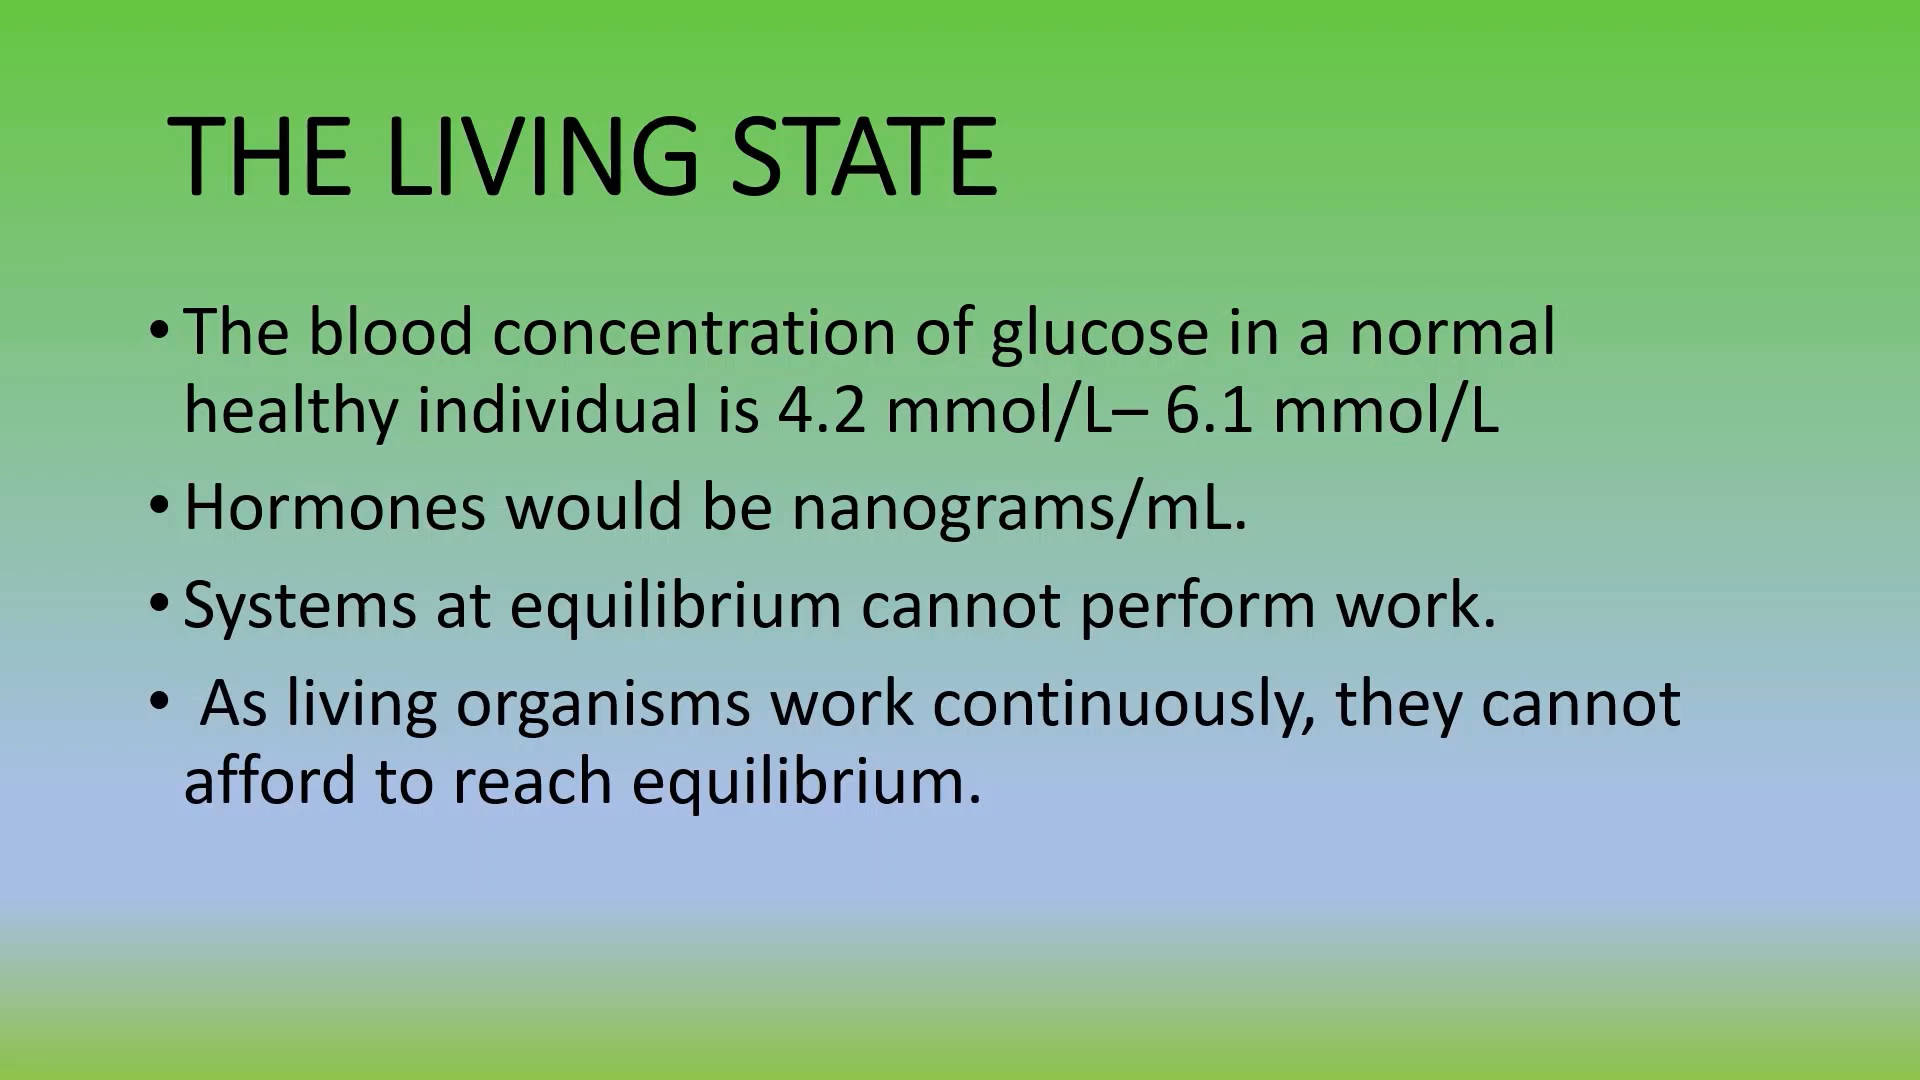 THE LIVING STATE
• The blood concentration of glucose in a normal
healthy individual is 4.2 mmol/L– 6.1 mmol/L
• Hormones would be nanograms/mL.
• Systems at equilibrium cannot perform work.
• As living organisms work continuously, they cannot
afford to reach equilibrium.